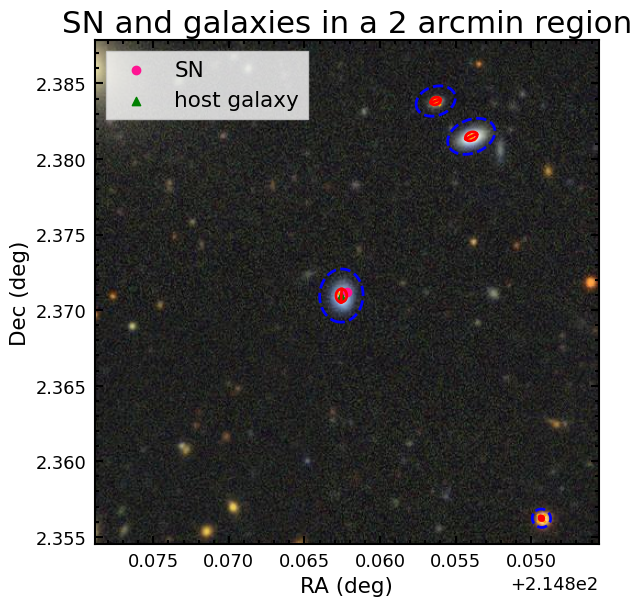 SN and galaxies in a 2 arcmin region
SN
host galaxy
2.385
2.380
2.375
2.370
2.365
2.360
2.355
Dec (deg)
0.075 0.070 0.065 0.060 0.055 0.050
+2.148e2
RA (deg)